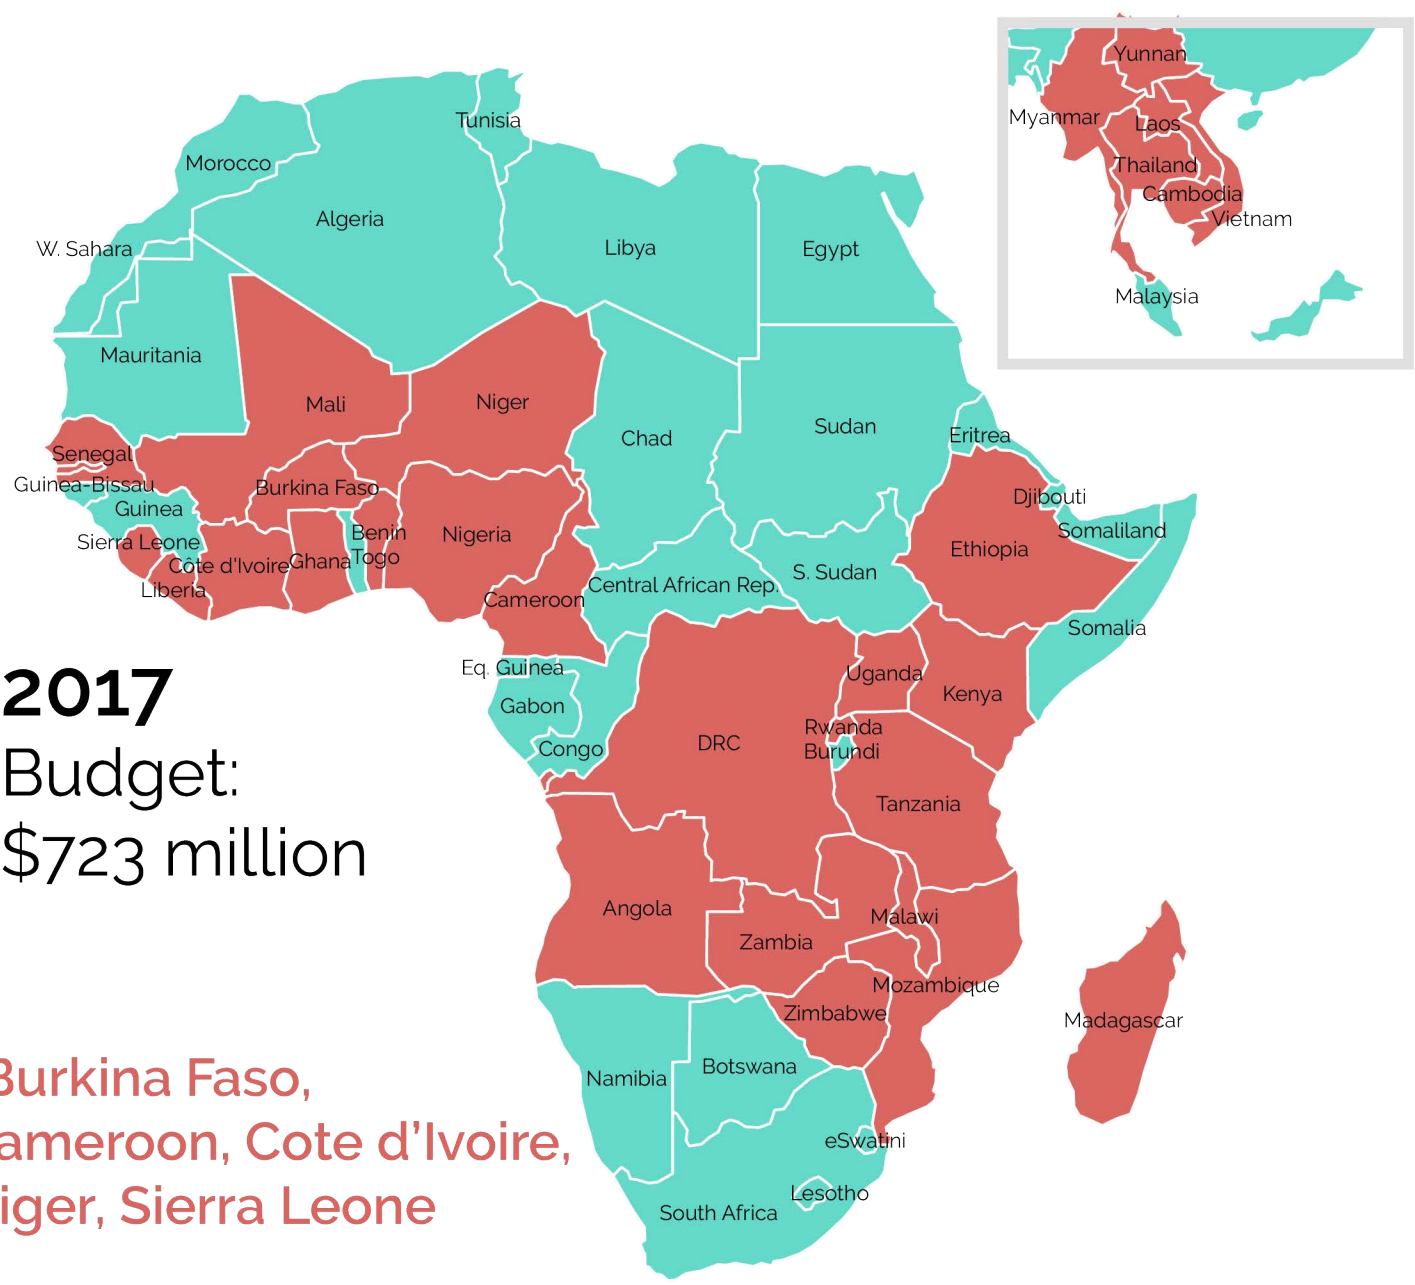 Yunnan
Myanmar
Laos
Thailand
Cambodia
Vietnam
Malaysia
Tunisia
Morocco
Algeria
W. Sahara
Libya
Egypt
Mauritania
Mali
Niger
Chad
Sudan
Eritrea
Senegal
Guinea-Bissau
Burkina Faso
Djibouti
Guinea
Somaliland
Sierra Leone
Benin
Nigeria
Ethiopia
Côte d'Ivoire
Ghana
Togo
S. Sudan
Liberia
Cameroon
Central African Rep.
Somalia
Eq. Guinea
Uganda
Kenya
Gabon
Rwanda
Congo
DRC
Burundi
Tanzania
Angola
Malawi
Zambia
Mozambique
Zimbabwe
Madagascar
Botswana
Namibia
eSwatini
Lesotho
South Africa
2017
Budget:
$723 million
Burkina Faso,
ameroon, Cote d’Ivoire,
iger, Sierra Leone